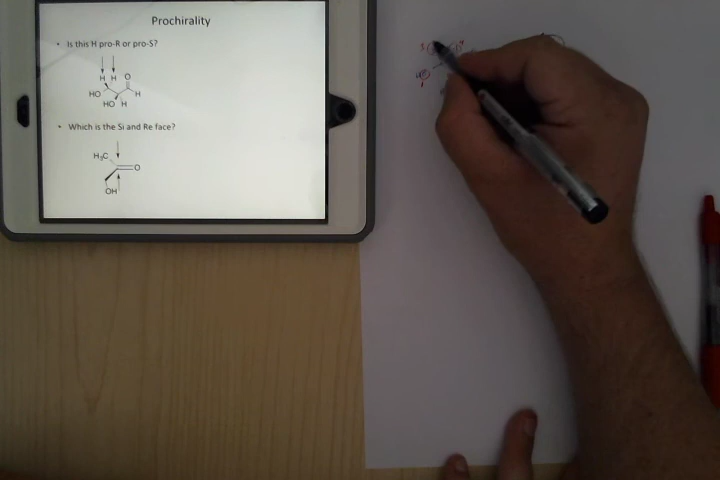 Prochirality
• Is this H pro-R or pro-S?
H H O
HO H
HO H
• Which is the Si and Re face?
H₃C
O
OH